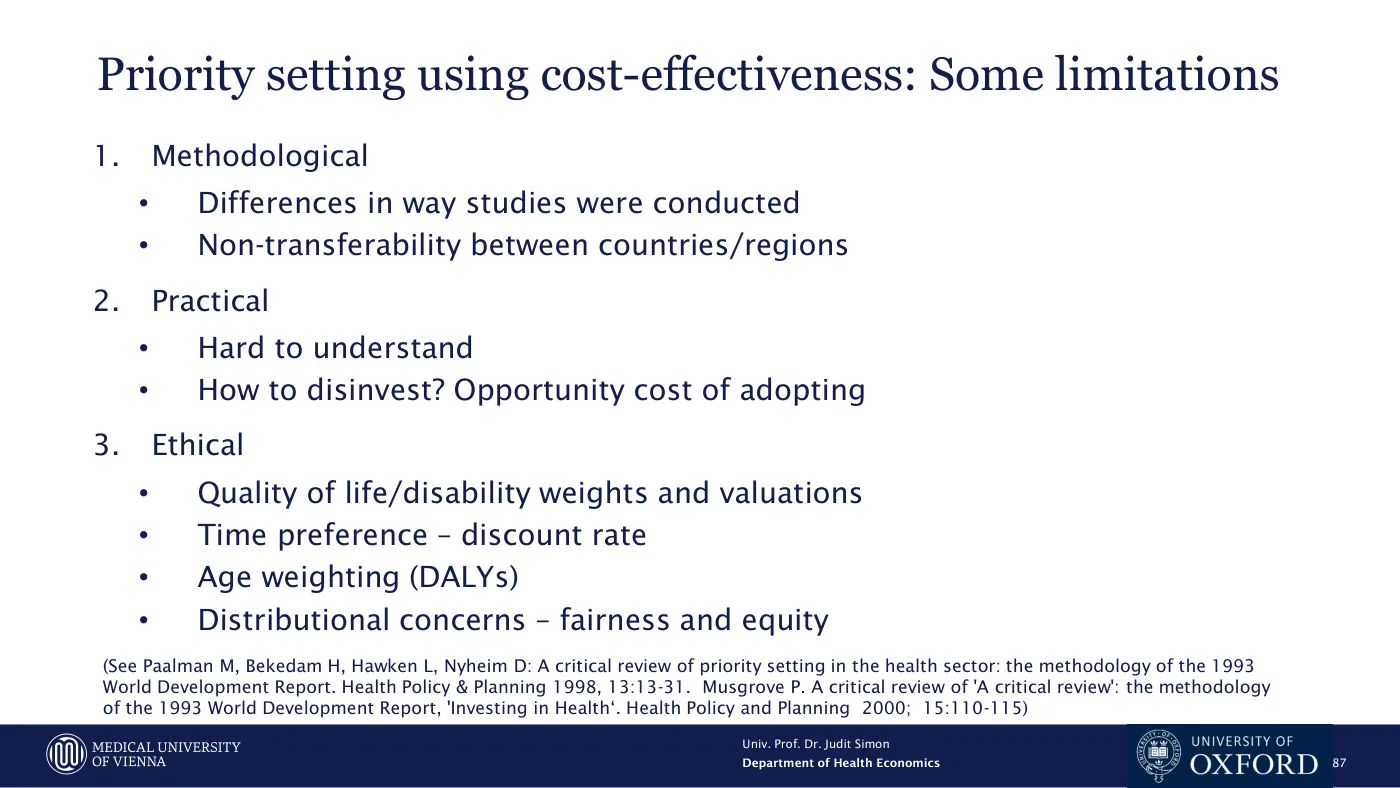 Priority setting using cost-effectiveness: Some limitations
1. Methodological
• Differences in way studies were conducted
• Non-transferability between countries/regions
2. Practical
• Hard to understand
• How to disinvest? Opportunity cost of adopting
3. Ethical
• Quality of life/disability weights and valuations
• Time preference – discount rate
• Age weighting (DALYs)
• Distributional concerns – fairness and equity
(See Paalman M, Bekedam H, Hawken L, Nyheim D: A critical review of priority setting in the health sector: the methodology of the 1993
World Development Report. Health Policy & Planning 1998, 13:13-31.  Musgrove P. A critical review of 'A critical review': the methodology
of the 1993 World Development Report, 'Investing in Health‘. Health Policy and Planning  2000;  15:110-115)
MEDICAL UNIVERSITY
OF VIENNA
Univ. Prof. Dr. Judit Simon
Department of Health Economics
UNIVERSITY OF
OXFORD
87